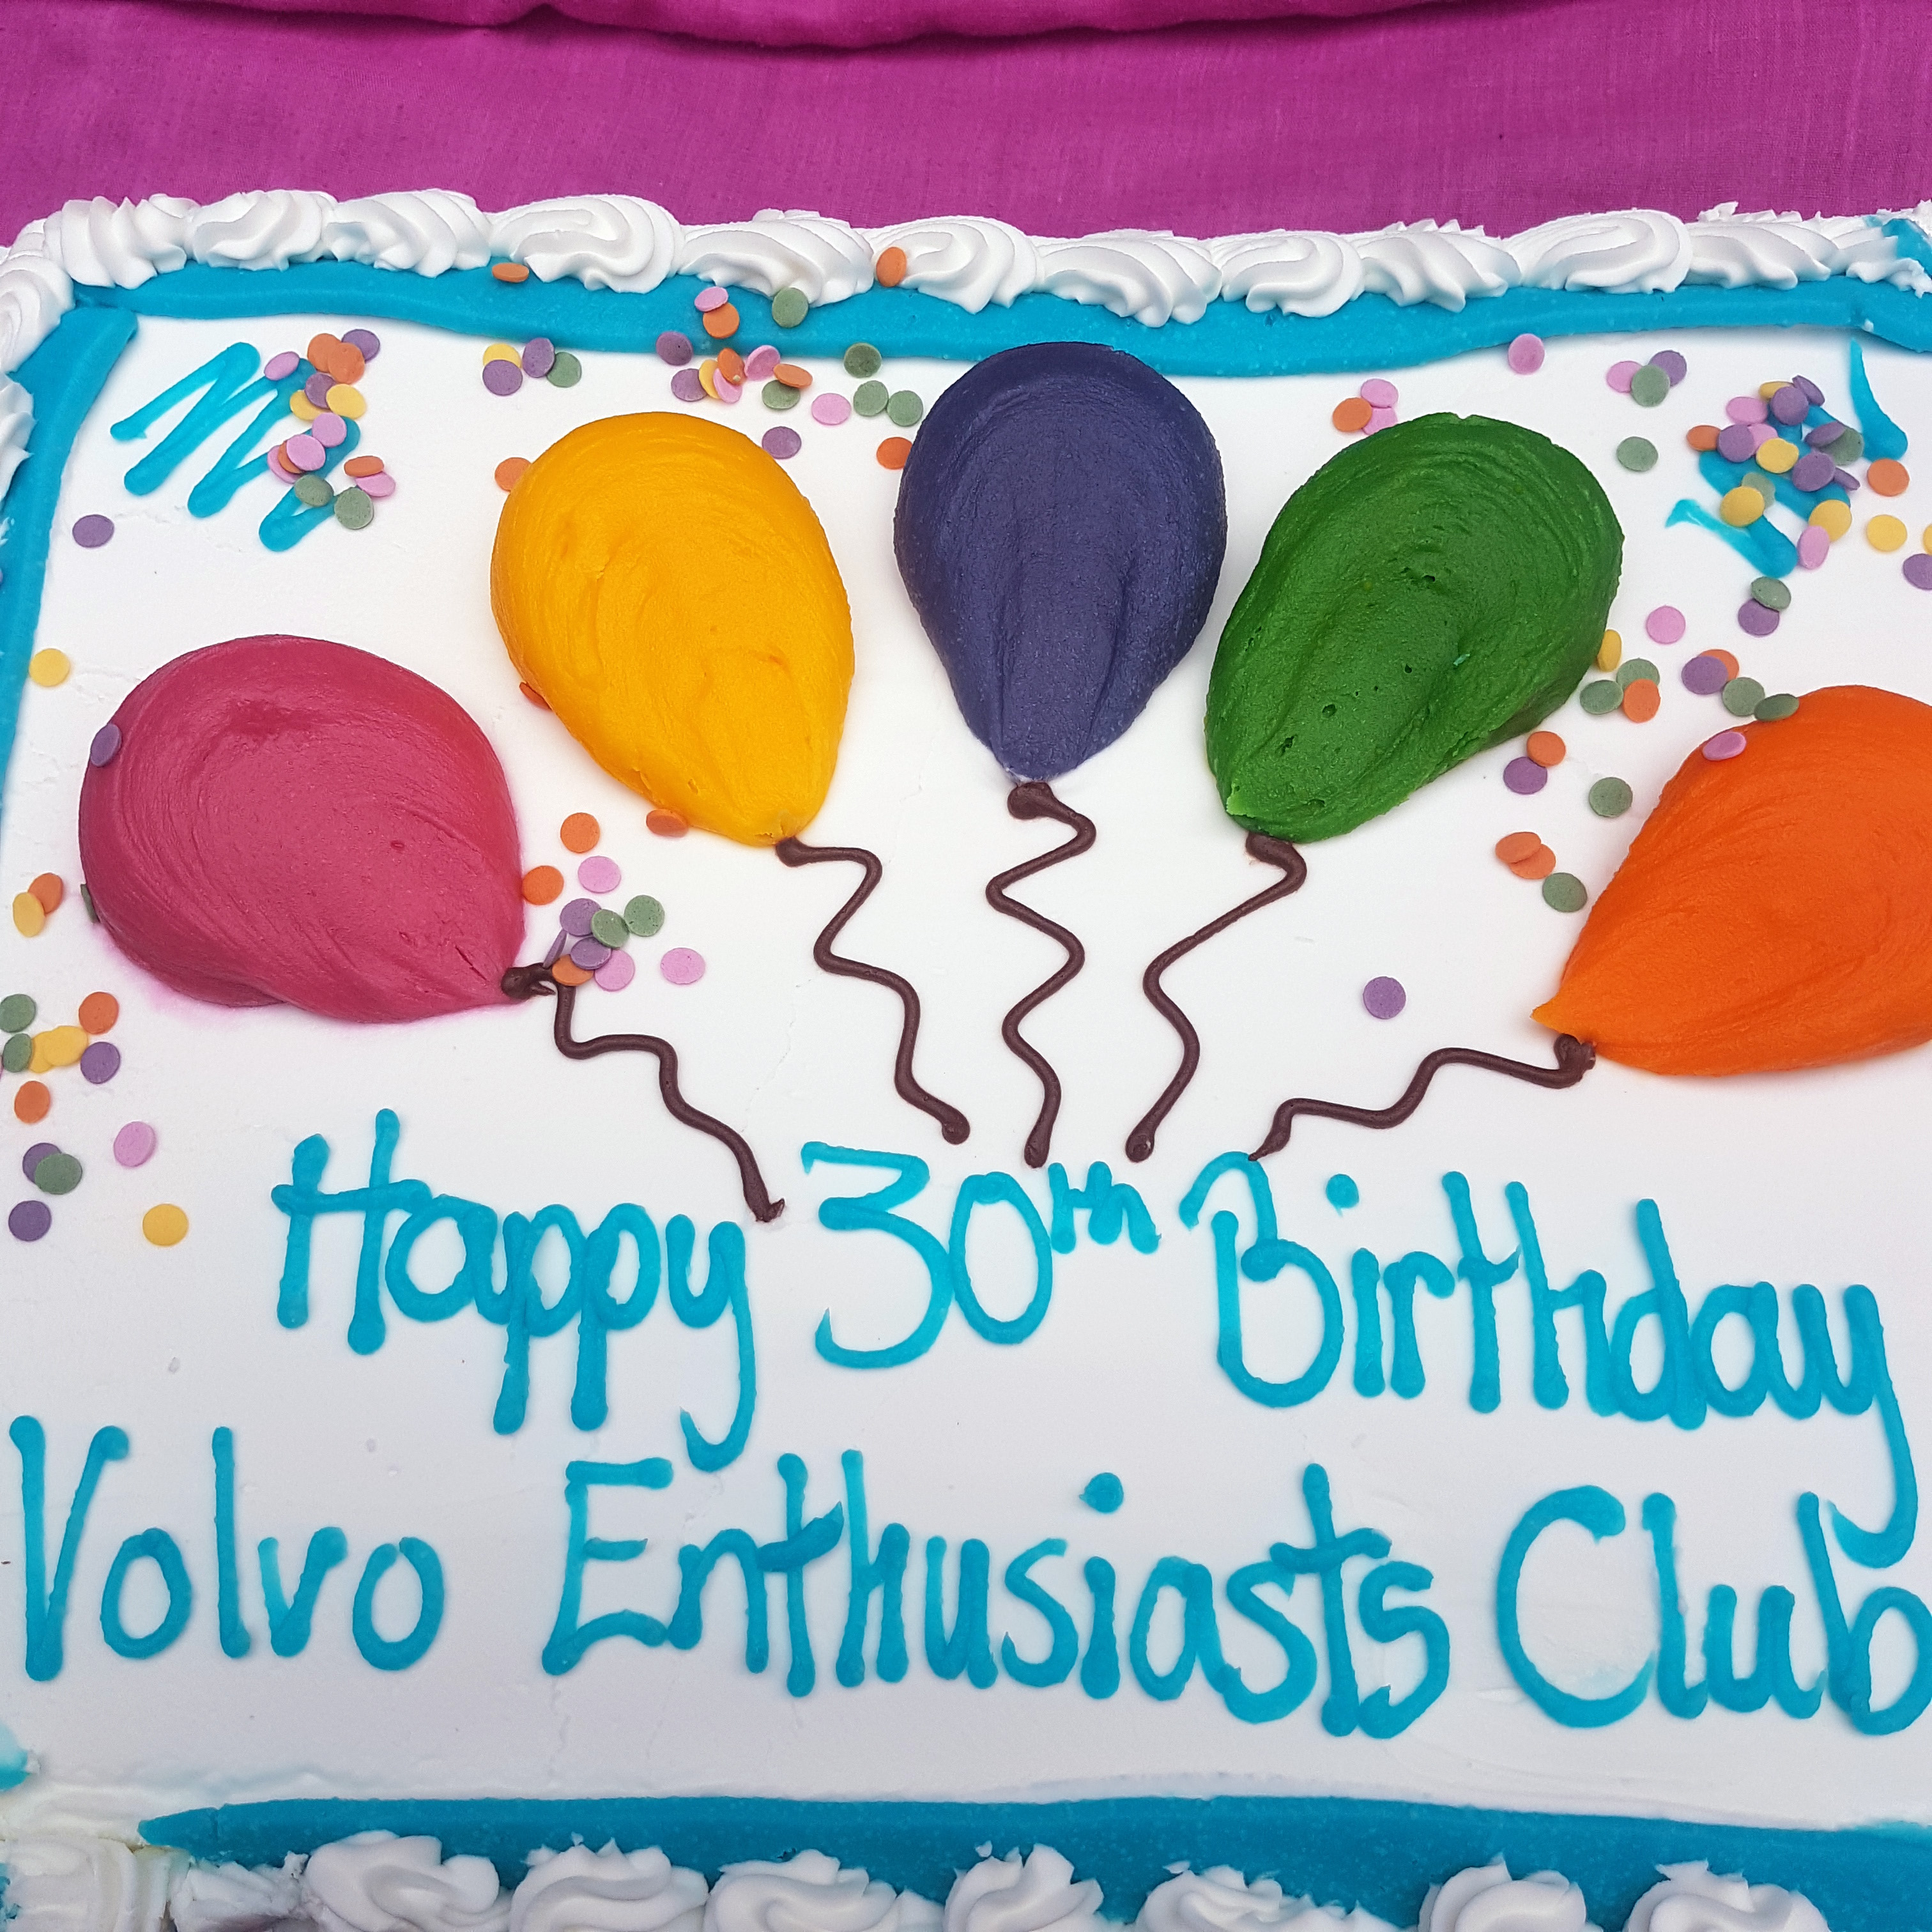 Happy 30th Birthday
Volvo Enthusiasts Club